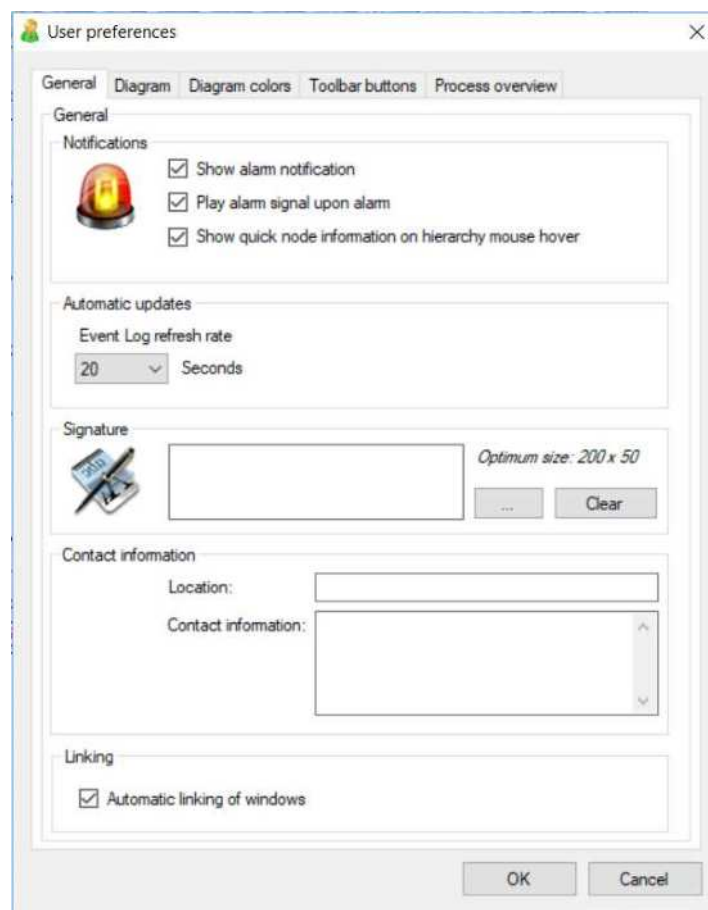 User preferences
General Diagram Diagram colors Toolbar buttons Process overview
General
Notifications
Show alarm notification
Play alarm signal upon alarm
Show quick node information on hierarchy mouse hover
Automatic updates
Event Log refresh rate
20 Seconds
Signature
Optimum size: 200 x 50
... Clear
Contact information
Location:
Contact information:
Linking
Automatic linking of windows
OK Cancel